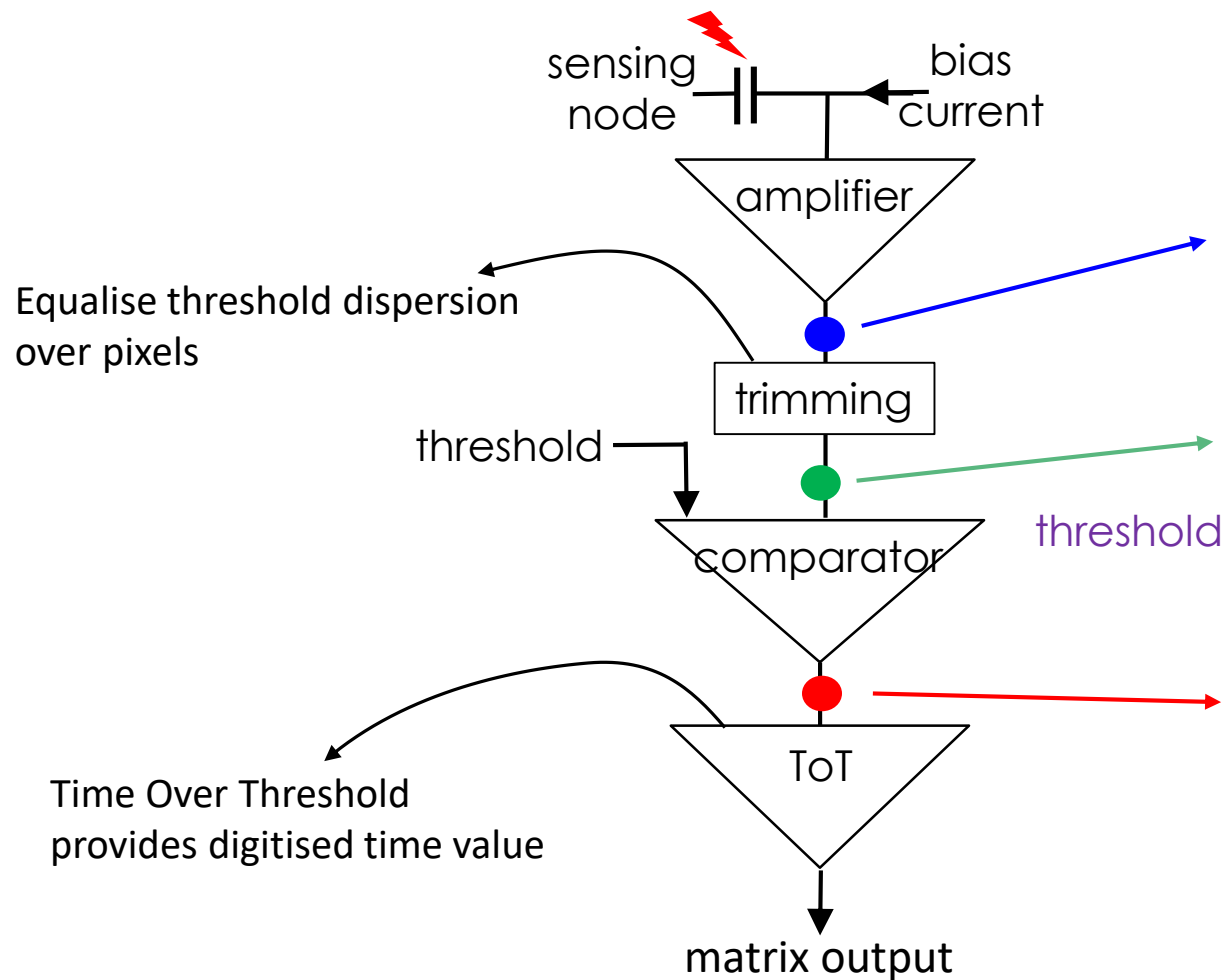 sensing
node
bias
current
amplifier
Equalise threshold dispersion
over pixels
trimming
threshold
threshold
comparator
ToT
Time Over Threshold
provides digitised time value
matrix output